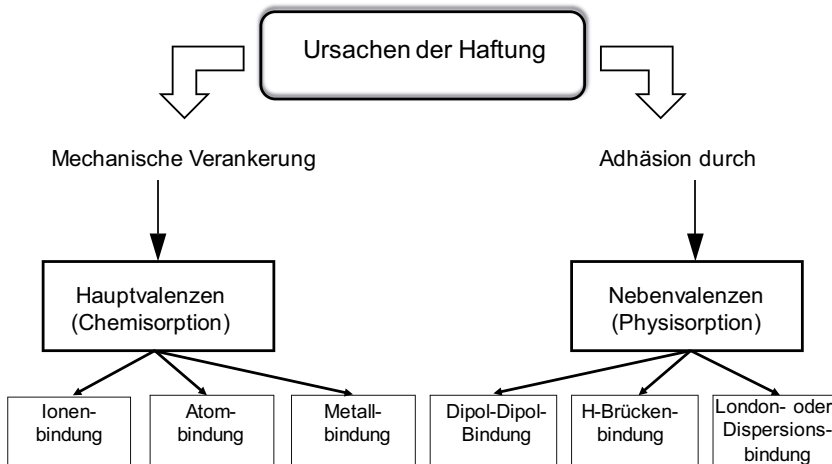 Ursachen der Haftung
Mechanische Verankerung
Adhäsion durch
Hauptvalenzen
(Chemisorption)
Nebenvalenzen
(Physisorption)
Ionen-
bindung
Atom-
bindung
Metall-
bindung
Dipol-Dipol-
Bindung
H-Brücken-
bindung
London- oder
Dispersions-
bindung